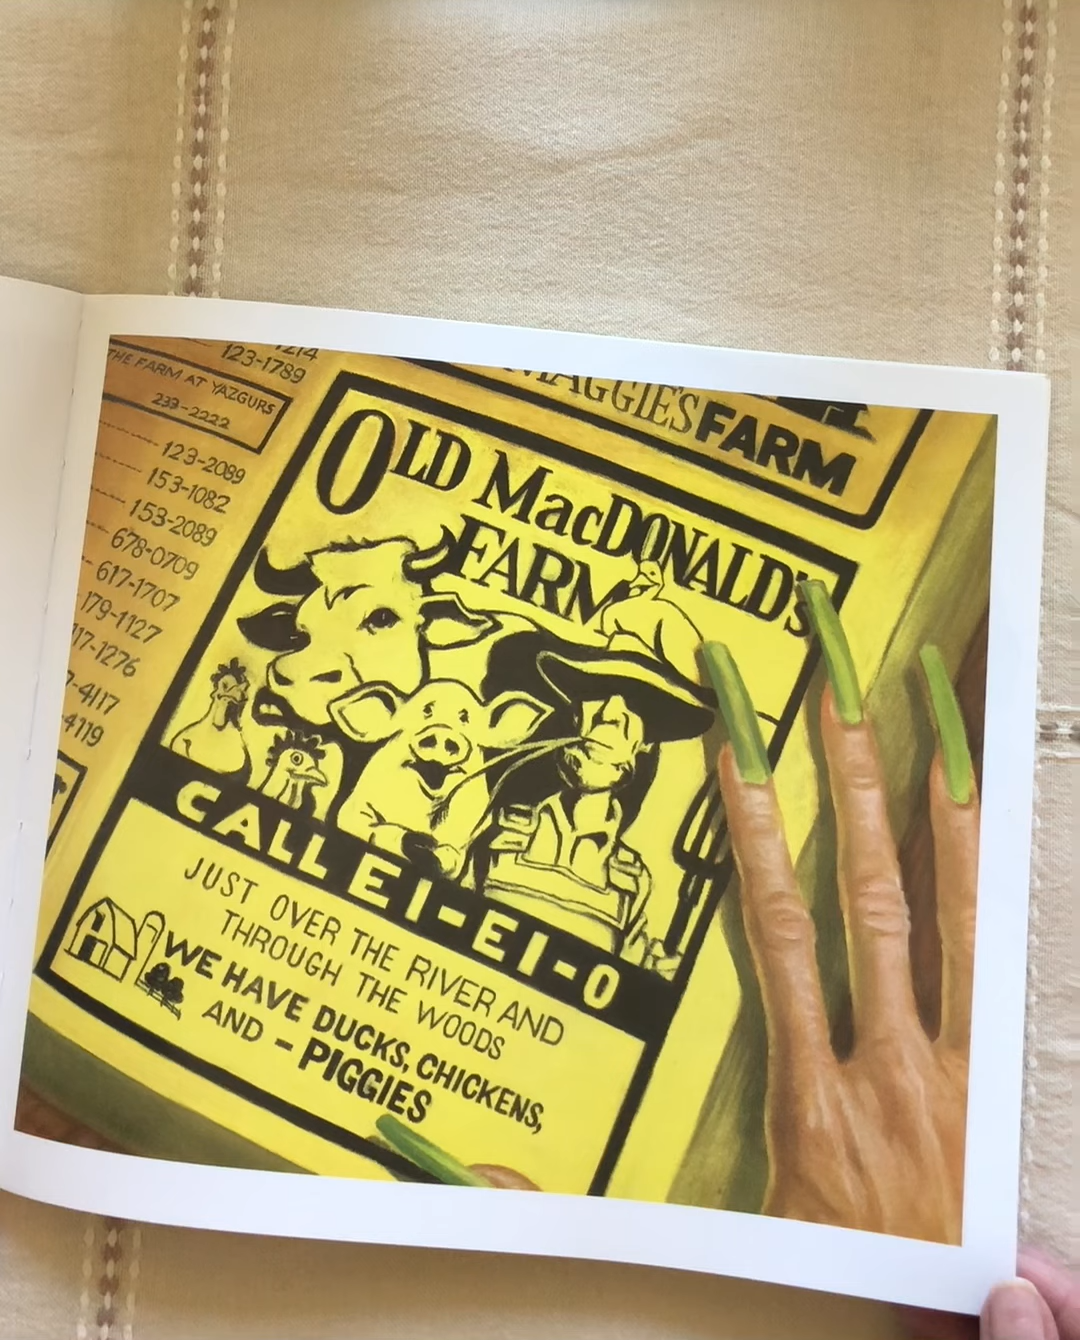 1214
123-1789
THE FARM AT YAZGURS
233-2222
123-2089
153-1082
153-2089
678-0709
617-1707
179-1127
17-1276
7-4117
-4119
MAGGIE'S FARM
OLD MacDONALD'S
FARM
CALL EI-EI-O
JUST OVER THE RIVER AND
THROUGH THE WOODS
WE HAVE DUCKS, CHICKENS,
AND - PIGGIES